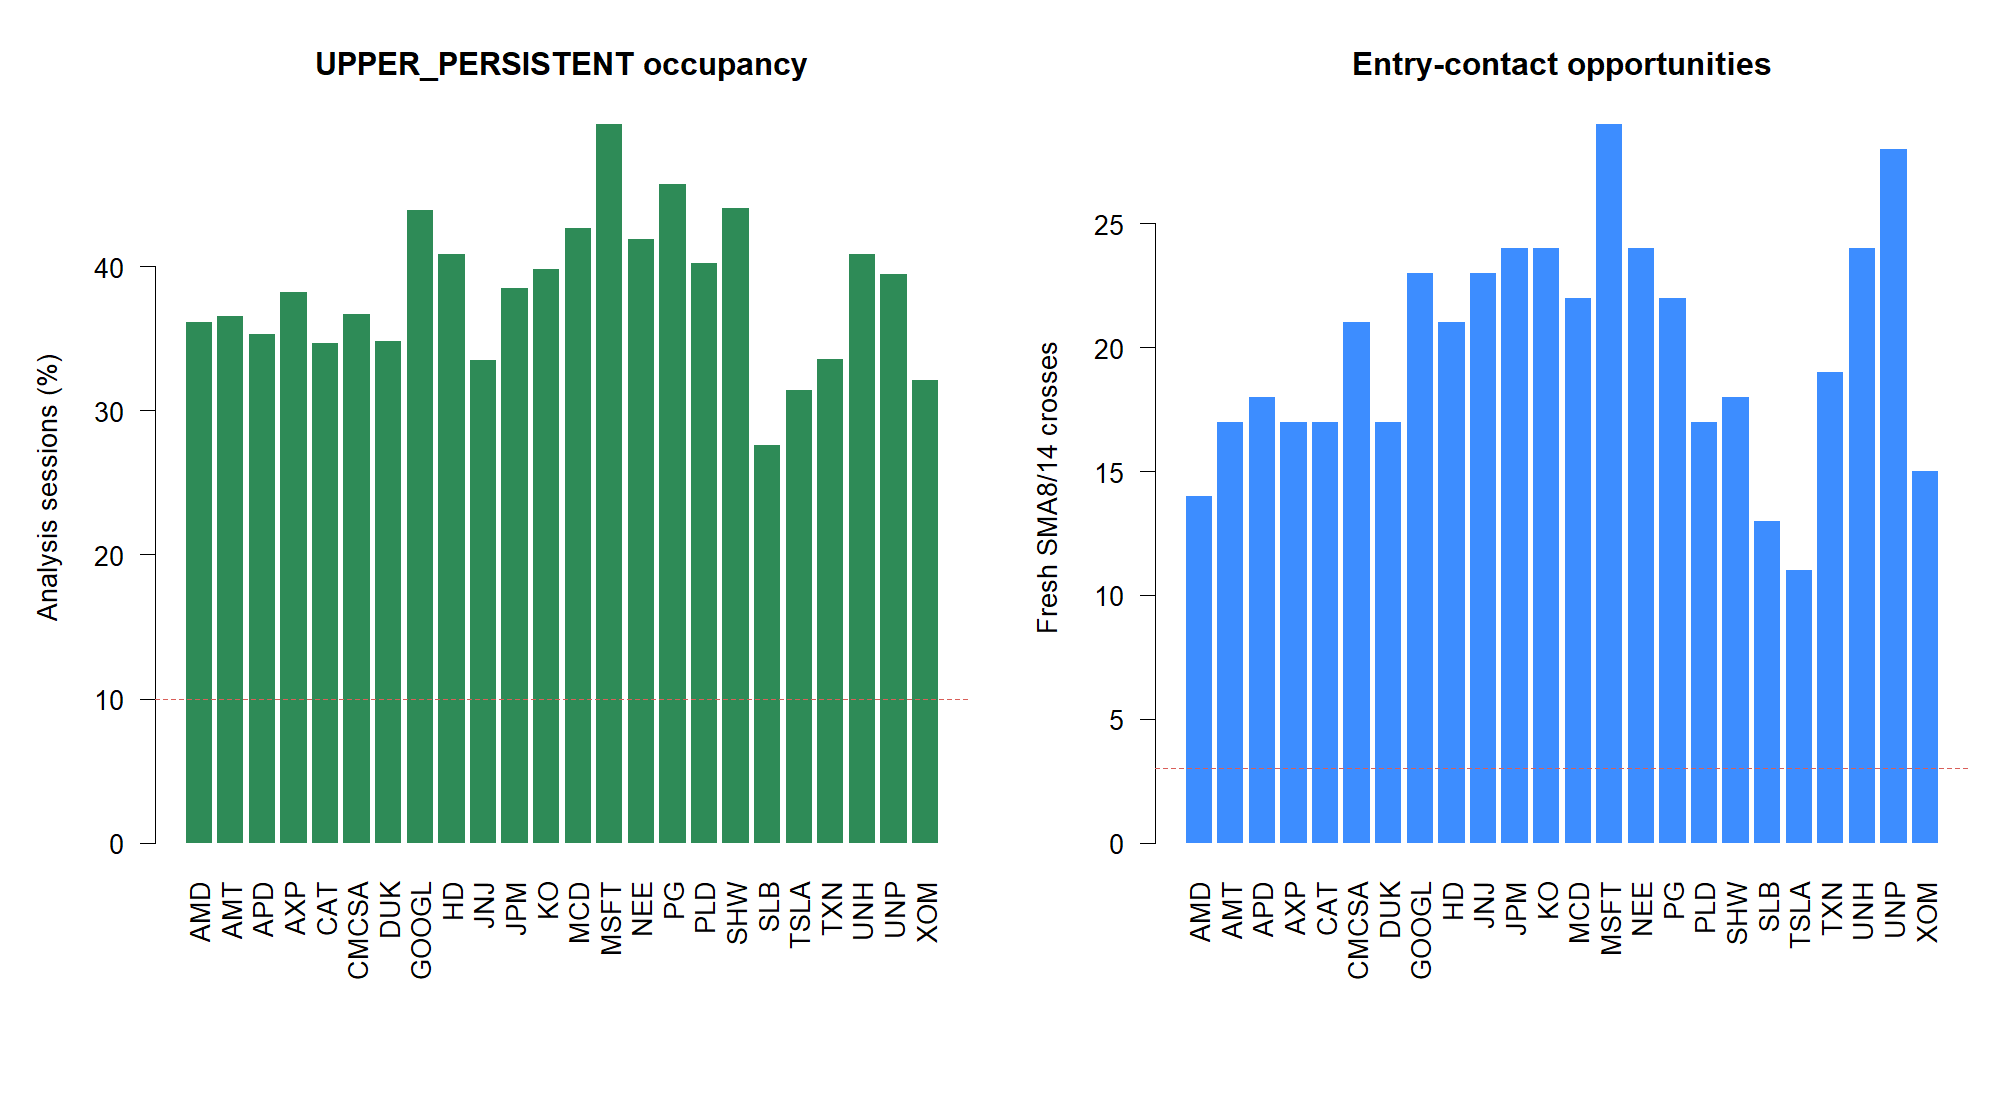 UPPER_PERSISTENT occupancy
Analysis sessions (%)
40
30
20
10
0
AMD
AMT
APD
AXP
CAT
CMCSA
DUK
GOOGL
HD
JNJ
JPM
KO
MCD
MSFT
NEE
PG
PLD
SHW
SLB
TSLA
TXN
UNH
UNP
XOM
Entry-contact opportunities
Fresh SMA8/14 crosses
25
20
15
10
5
0
AMD
AMT
APD
AXP
CAT
CMCSA
DUK
GOOGL
HD
JNJ
JPM
KO
MCD
MSFT
NEE
PG
PLD
SHW
SLB
TSLA
TXN
UNH
UNP
XOM